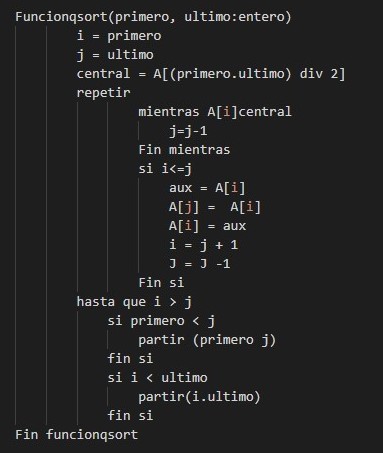 Funcionqsort(primero, ultimo:entero)
i = primero
j = ultimo
central = A[(primero.ultimo) div 2]
repetir
mientras A[i]central
j=j-1
Fin mientras
si i<=j
aux = A[i]
A[j] =  A[i]
A[i] = aux
i = j + 1
J = J -1
Fin si
hasta que i > j
si primero < j
partir (primero j)
fin si
si i < ultimo
partir(i.ultimo)
fin si
Fin funcionqsort